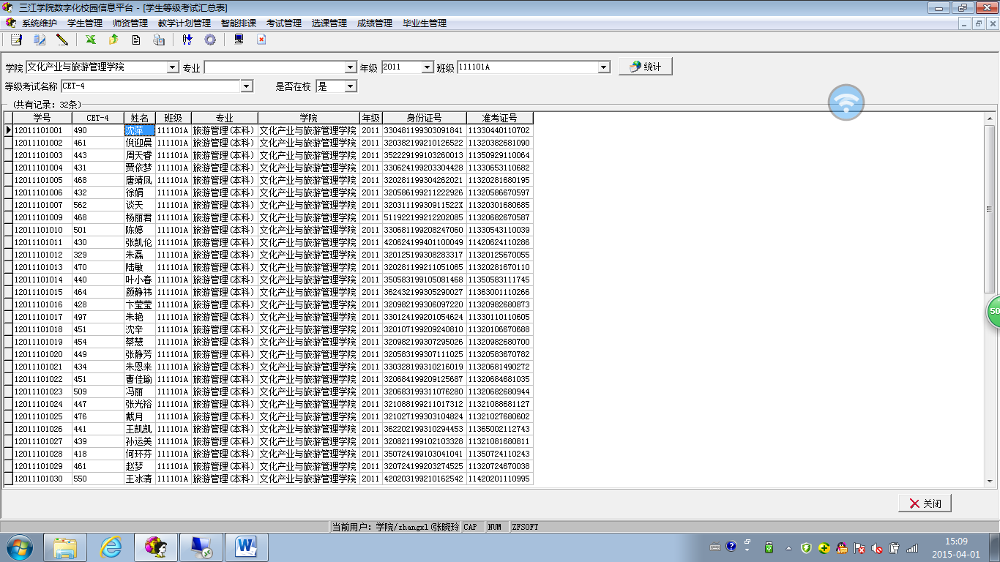 三江学院数字化校园信息平台 - [学生等级考试汇总表]
系统维护 学生管理 师资管理 教学计划管理 智能排课 考试管理 选课管理 成绩管理 毕业生管理
学院 文化产业与旅游管理学院 专业 年级 2011 班级 111101A 统计
等级考试名称 CET-4 是否在校 是
(共有记录: 32条)
学号 CET-4 姓名 班级 专业 学院 年级 身份证号 准考证号
12011101001 490 沈萍 111101A 旅游管理(本科) 文化产业与旅游管理学院 2011 330481199303091841 11330440110702
12011101002 461 倪迎晨 111101A 旅游管理(本科) 文化产业与旅游管理学院 2011 320382199210126522 11320382681090
12011101003 443 周天睿 111101A 旅游管理(本科) 文化产业与旅游管理学院 2011 352229199103260013 11350929110064
12011101004 431 贾依梦 111101A 旅游管理(本科) 文化产业与旅游管理学院 2011 330624199203304428 11330653110682
12011101005 468 唐靖凤 111101A 旅游管理(本科) 文化产业与旅游管理学院 2011 320281199304262021 11320281680195
12011101006 432 徐娟 111101A 旅游管理(本科) 文化产业与旅游管理学院 2011 320586199211222926 11320586670597
12011101007 562 谈天 111101A 旅游管理(本科) 文化产业与旅游管理学院 2011 32031119930911522X 11320301680685
12011101009 468 杨丽君 111101A 旅游管理(本科) 文化产业与旅游管理学院 2011 511922199212202085 11320682670587
12011101010 501 陈婷 111101A 旅游管理(本科) 文化产业与旅游管理学院 2011 330681199208247060 11330543110039
12011101011 430 张凯伦 111101A 旅游管理(本科) 文化产业与旅游管理学院 2011 420624199401100049 11420624110286
12011101012 329 朱磊 111101A 旅游管理(本科) 文化产业与旅游管理学院 2011 320125199308283317 11320125670055
12011101013 470 陆敏 111101A 旅游管理(本科) 文化产业与旅游管理学院 2011 320281199211051065 11320281670110
12011101014 440 叶小春 111101A 旅游管理(本科) 文化产业与旅游管理学院 2011 350583199105081468 11350583111745
12011101015 464 颜静祎 111101A 旅游管理(本科) 文化产业与旅游管理学院 2011 362432199305290027 11363001110266
12011101016 428 卞莹莹 111101A 旅游管理(本科) 文化产业与旅游管理学院 2011 320982199306097220 11320982680873
12011101017 497 朱艳 111101A 旅游管理(本科) 文化产业与旅游管理学院 2011 330124199201054624 11330110110605
12011101018 451 沈辛 111101A 旅游管理(本科) 文化产业与旅游管理学院 2011 320107199209240810 11320106670688
12011101019 454 蔡慧 111101A 旅游管理(本科) 文化产业与旅游管理学院 2011 320982199307295026 11320982680700
12011101020 449 张静芳 111101A 旅游管理(本科) 文化产业与旅游管理学院 2011 320583199307111025 11320583670782
12011101021 434 朱恩来 111101A 旅游管理(本科) 文化产业与旅游管理学院 2011 330328199310216019 11320681490272
12011101022 451 曹佳瑜 111101A 旅游管理(本科) 文化产业与旅游管理学院 2011 320684199209125687 11320684681035
12011101023 509 冯丽 111101A 旅游管理(本科) 文化产业与旅游管理学院 2011 320683199311076280 11320682680944
12011101024 447 张光裕 111101A 旅游管理(本科) 文化产业与旅游管理学院 2011 321088199211017312 11321088681127
12011101025 476 戴月 111101A 旅游管理(本科) 文化产业与旅游管理学院 2011 321027199303104824 11321027680602
12011101026 441 王凯凯 111101A 旅游管理(本科) 文化产业与旅游管理学院 2011 362202199310294453 11365002112743
12011101027 439 孙运美 111101A 旅游管理(本科) 文化产业与旅游管理学院 2011 320821199102103328 11321081680811
12011101028 418 何环芬 111101A 旅游管理(本科) 文化产业与旅游管理学院 2011 350724199103041041 11350724110243
12011101029 461 赵梦 111101A 旅游管理(本科) 文化产业与旅游管理学院 2011 320724199203274525 11320724670038
12011101030 550 王冰清 111101A 旅游管理(本科) 文化产业与旅游管理学院 2011 420203199210162542 11420201110995
50
关闭
当前用户: 学院/zhangxl(张晓玲 CAP NUM ZFSOFT
15:09
2015-04-01